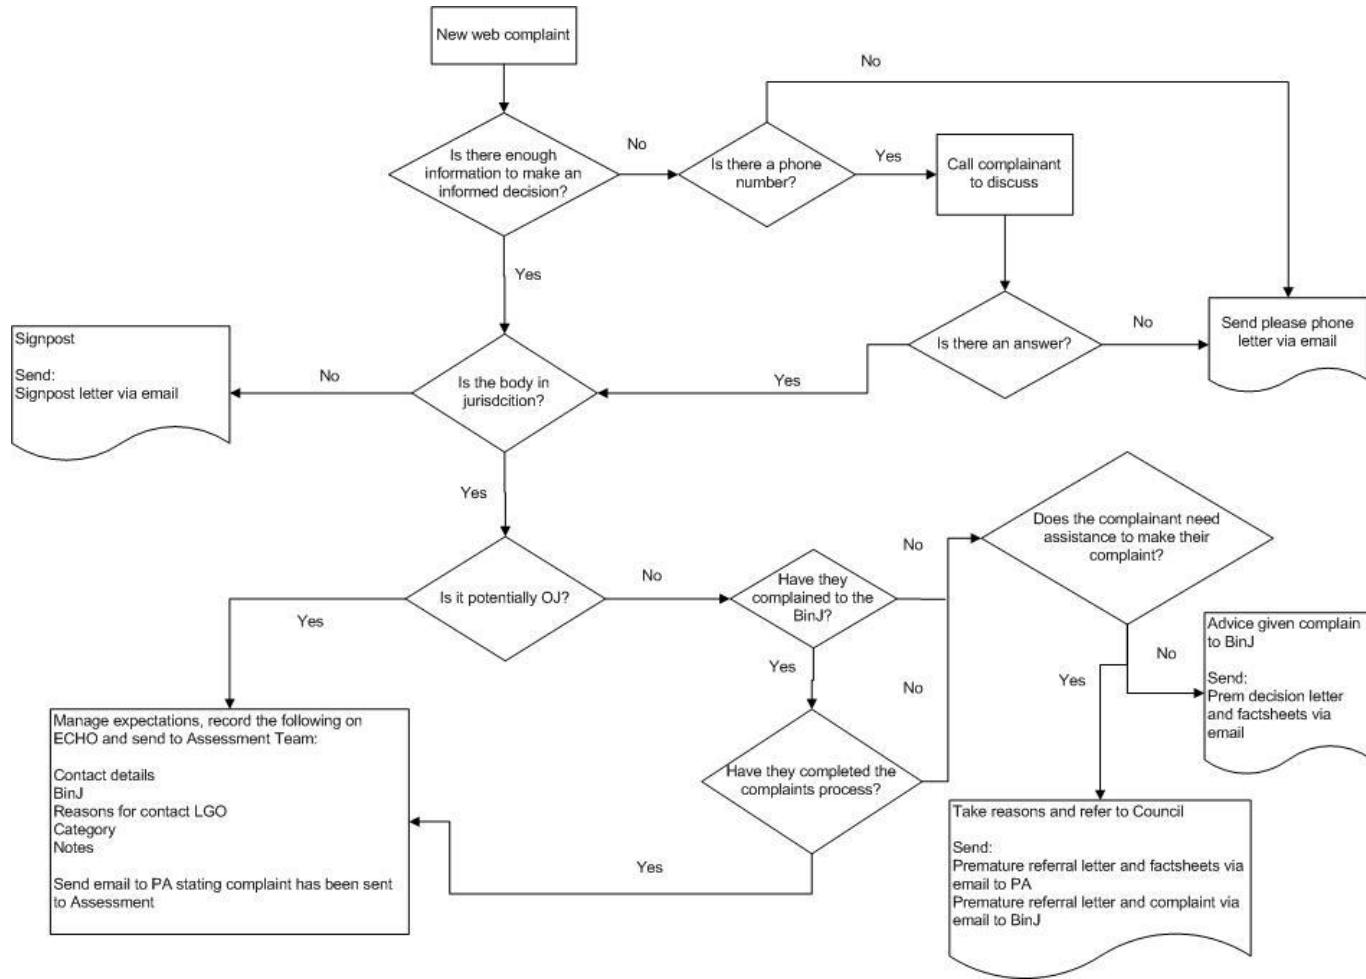 New web complaint
No
Is there enough
information to make an
informed decision?
No
Is there a phone
number?
Yes
Call complainant
to discuss
Yes
Signpost
Send:
Signpost letter via email
No
Is the body in
jurisdcition?
Yes
Is there an answer?
No
Send please phone
letter via email
Yes
Is it potentially OJ?
No
Have they
complained to the
BinJ?
No
Does the complainant need
assistance to make their
complaint?
Yes
Yes
No
Yes
No
Advice given complain
to BinJ
Send:
Prem decision letter
and factsheets via
email
Manage expectations, record the following on
ECHO and send to Assessment Team:
Contact details
BinJ
Reasons for contact LGO
Category
Notes
Send email to PA stating complaint has been sent
to Assessment
Have they completed the
complaints process?
Yes
Take reasons and refer to Council
Send:
Premature referral letter and factsheets via
email to PA
Premature referral letter and complaint via
email to BinJ